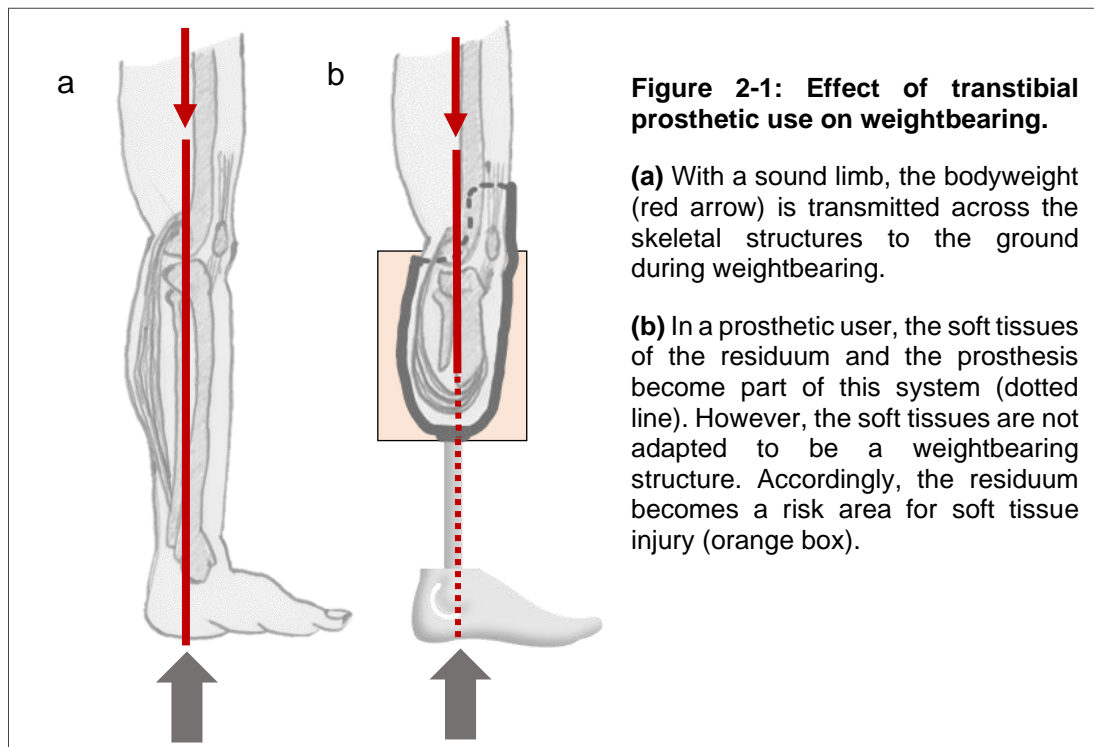 a
b
Figure 2-1: Effect of transtibial
prosthetic use on weightbearing.
(a) With a sound limb, the bodyweight
(red arrow) is transmitted across the
skeletal structures to the ground
during weightbearing.
(b) In a prosthetic user, the soft tissues
of the residuum and the prosthesis
become part of this system (dotted
line). However, the soft tissues are not
adapted to be a weightbearing
structure. Accordingly, the residuum
becomes a risk area for soft tissue
injury (orange box).